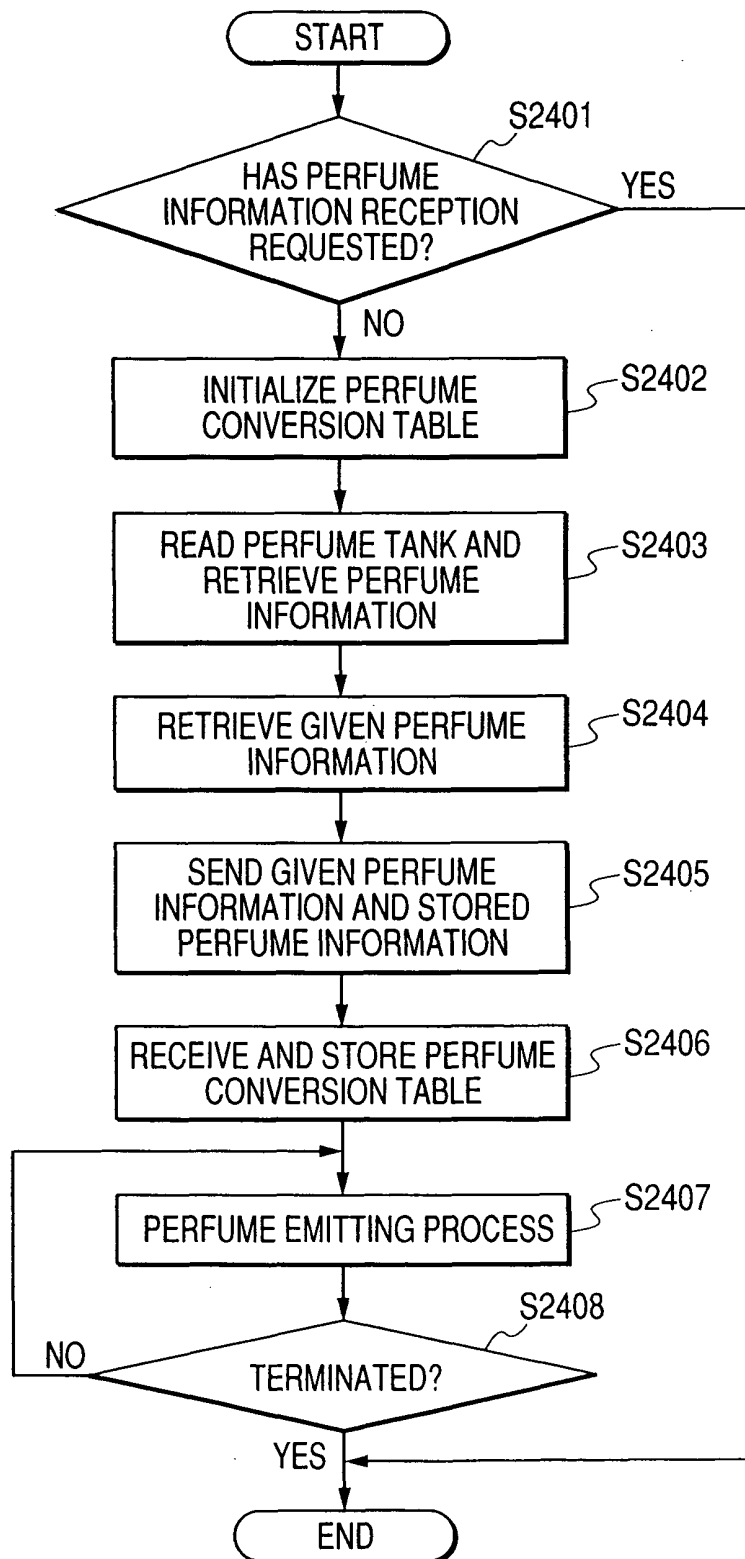 START
S2401
HAS PERFUME
INFORMATION RECEPTION
REQUESTED?
YES
NO
INITIALIZE PERFUME
CONVERSION TABLE
S2402
READ PERFUME TANK AND
RETRIEVE PERFUME
INFORMATION
S2403
RETRIEVE GIVEN PERFUME
INFORMATION
S2404
SEND GIVEN PERFUME
INFORMATION AND STORED
PERFUME INFORMATION
S2405
RECEIVE AND STORE PERFUME
CONVERSION TABLE
S2406
PERFUME EMITTING PROCESS
S2407
S2408
NO
TERMINATED?
YES
END